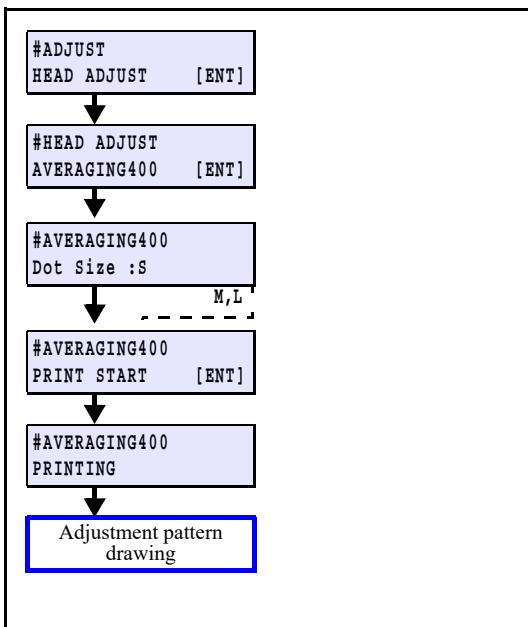 #ADJUST
HEAD ADJUST [ENT]
#HEAD ADJUST
AVERAGING400 [ENT]
#AVERAGING400
Dot Size :S
M,L
#AVERAGING400
PRINT START [ENT]
#AVERAGING400
PRINTING
Adjustment pattern
drawing